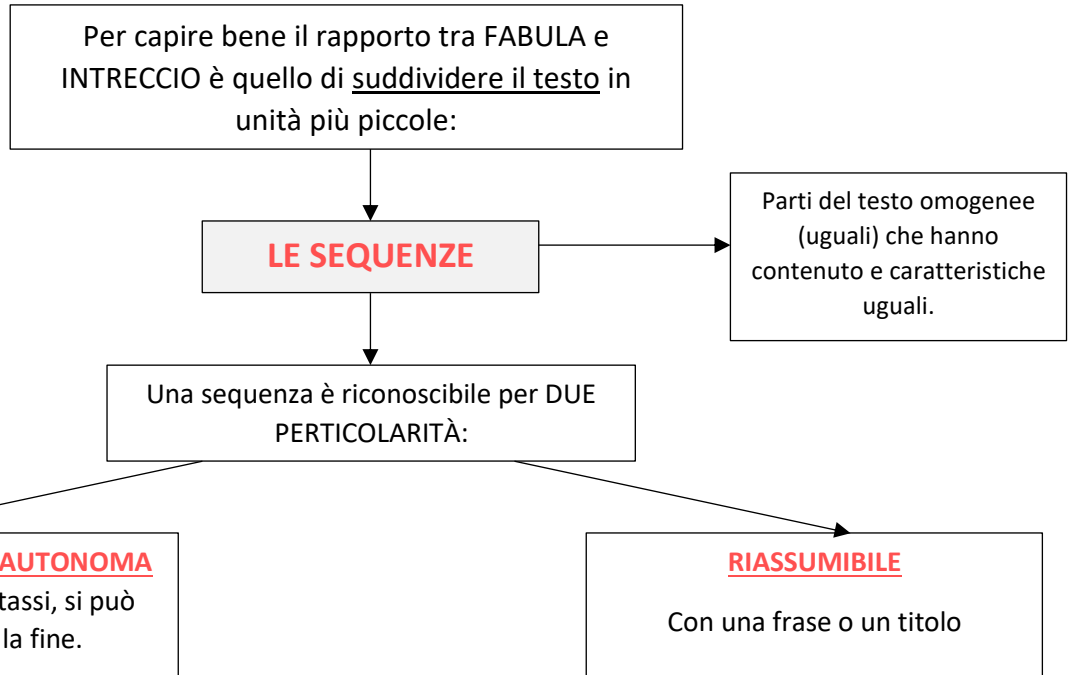 Per capire bene il rapporto tra FABULA e
INTRECCIO è quello di suddividere il testo in
unità più piccole:
Parti del testo omogenee
(uguali) che hanno
contenuto e caratteristiche
uguali.
LE SEQUENZE
Una sequenza è riconoscibile per DUE
PERTICOLARITÀ:
AUTONOMA
tassi, si può
la fine.
RIASSUMIBILE
Con una frase o un titolo